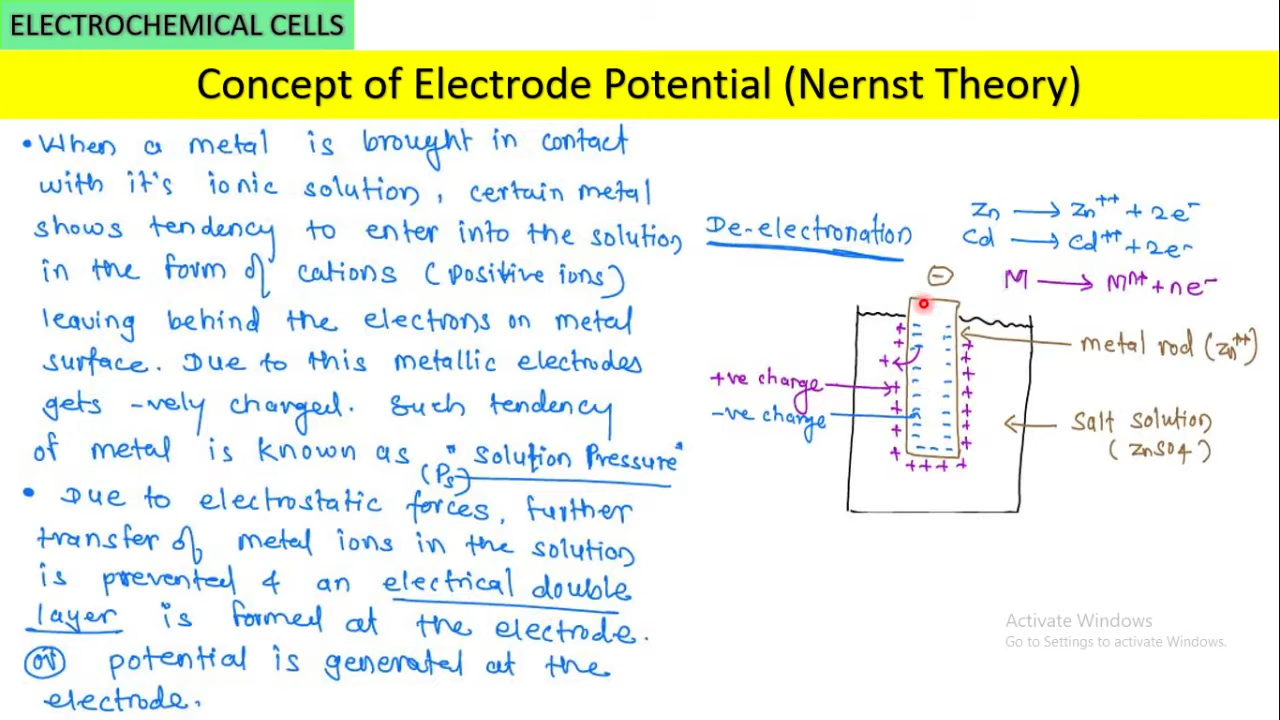 ELECTROCHEMICAL CELLS
Concept of Electrode Potential (Nernst Theory)
• When a metal is brought in contact
with it's ionic solution, certain metal
shows tendency to enter into the solution
in the form of cations (positive ions)
leaving behind the electrons on metal
surface. Due to this metallic electrodes
gets -vely charged. Such tendency
of metal is known as "Solution Pressure"
(Ps)
• Due to electrostatic forces, further
transfer of metal ions in the solution
is prevented & an electrical double
layer is formed at the electrode.
or potential is generated at the
electrode.
De-electronation
Zn → Zn++ + 2e-
Cd → Cd++ + 2e-
M → Mn+ + ne-
metal rod (Zn++)
+ve charge
-ve charge
Salt solution
(ZnSO4)
Activate Windows
Go to Settings to activate Windows.